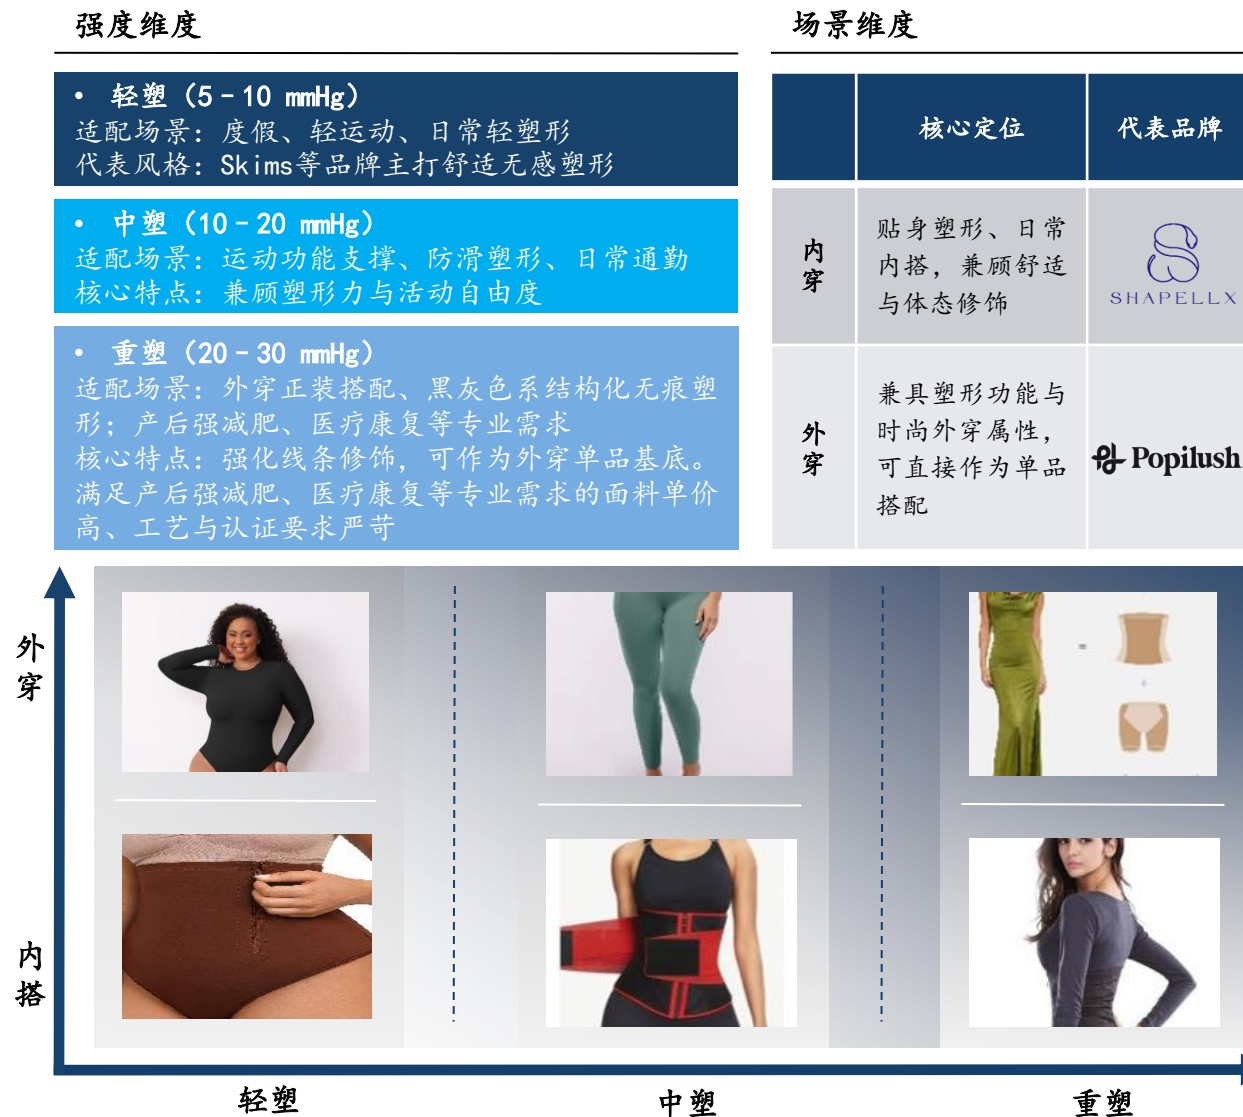 强度维度
• 轻塑（5-10 mmHg）
适配场景：度假、轻运动、日常轻塑形
代表风格：Skims等品牌主打舒适无感塑形
• 中塑（10-20 mmHg）
适配场景：运动功能支撑、防滑塑形、日常通勤
核心特点：兼顾塑形力与活动自由度
• 重塑（20-30 mmHg）
适配场景：外穿正装搭配、黑灰色系结构化无痕塑
形；产后强减肥、医疗康复等专业需求
核心特点：强化线条修饰，可作为外穿单品基底。
满足产后强减肥、医疗康复等专业需求的面料单价
高、工艺与认证要求严苛
场景维度
核心定位
代表品牌
内
穿
贴身塑形、日常
内搭，兼顾舒适
与体态修饰
SHAPELLX
外
穿
兼具塑形功能与
时尚外穿属性，
可直接作为单品
搭配
Popilush
外
穿
内
搭
轻塑
中塑
重塑